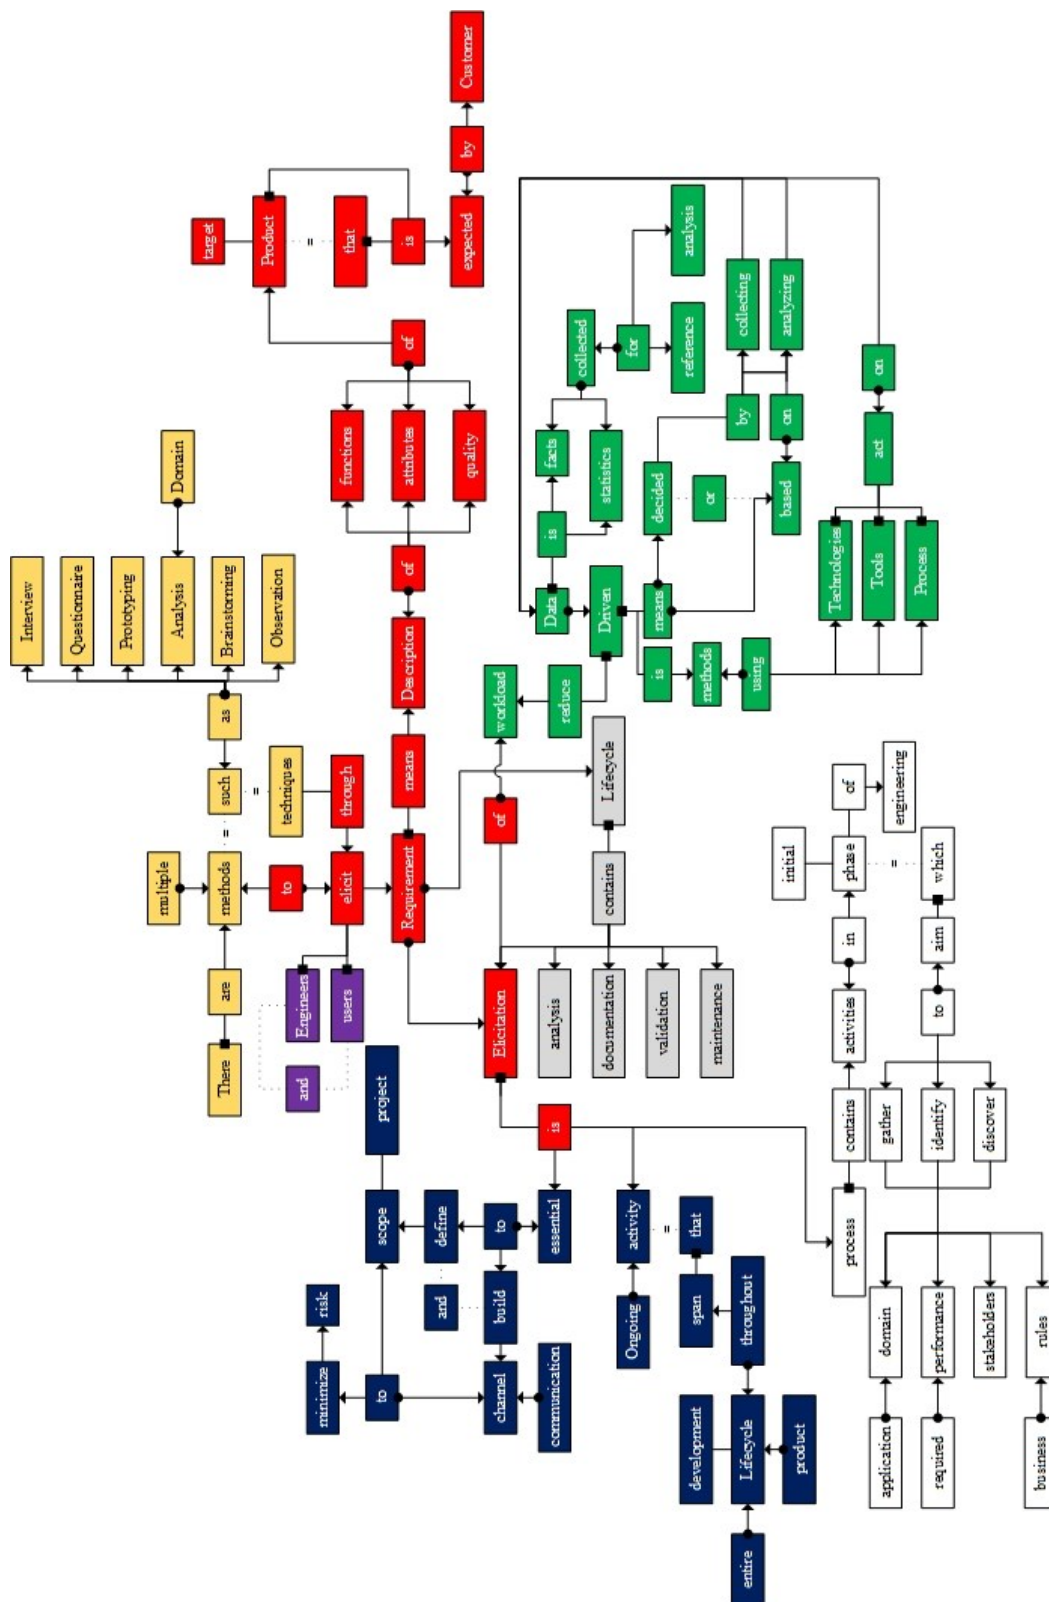 There
are
multiple
methods
=
such
as
Interview
Questionnaire
Prototyping
Analysis
Brainstorming
Observation
Domain
=
techniques
to
through
elicit
Engineers
users
and
Requirement
means
Description
of
functions
attributes
quality
of
target
Product
=
that
is
expected
by
Customer
Elicitation
of
workload
reduce
Driven
Data
is
facts
statistics
collected
for
reference
analysis
means
decided
or
based
by
on
collecting
analyzing
is
methods
using
Technologies
Tools
Process
act
on
Lifecycle
contains
analysis
documentation
validation
maintenance
is
essential
to
define
and
build
scope
project
channel
communication
to
minimize
risk
activity
Ongoing
=
that
span
throughout
Lifecycle
development
product
entire
process
contains
activities
in
phase
initial
of
engineering
=
which
aim
to
gather
identify
discover
domain
performance
stakeholders
rules
application
required
business